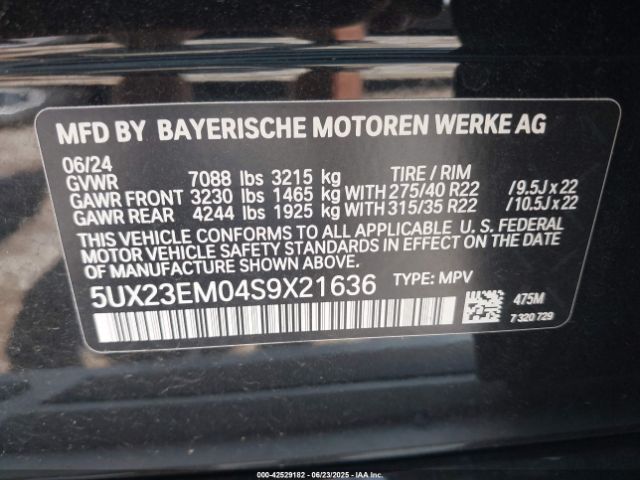 MFD BY BAYERISCHE MOTOREN WERKE AG
06/24
GVWR 7088 lbs 3215 kg TIRE / RIM
GAWR FRONT 3230 lbs 1465 kg WITH 275/40 R22 /9.5J x 22
GAWR REAR 4244 lbs 1925 kg WITH 315/35 R22 /10.5J x 22
THIS VEHICLE CONFORMS TO ALL APPLICABLE U. S. FEDERAL
MOTOR VEHICLE SAFETY STANDARDS IN EFFECT ON THE
DATE OF MANUFACTURE SHOWN ABOVE.
5UX23EM04S9X21636 TYPE: MPV
475M
7 320 729
000-42529182 - 06/23/2025 - IAA Inc.